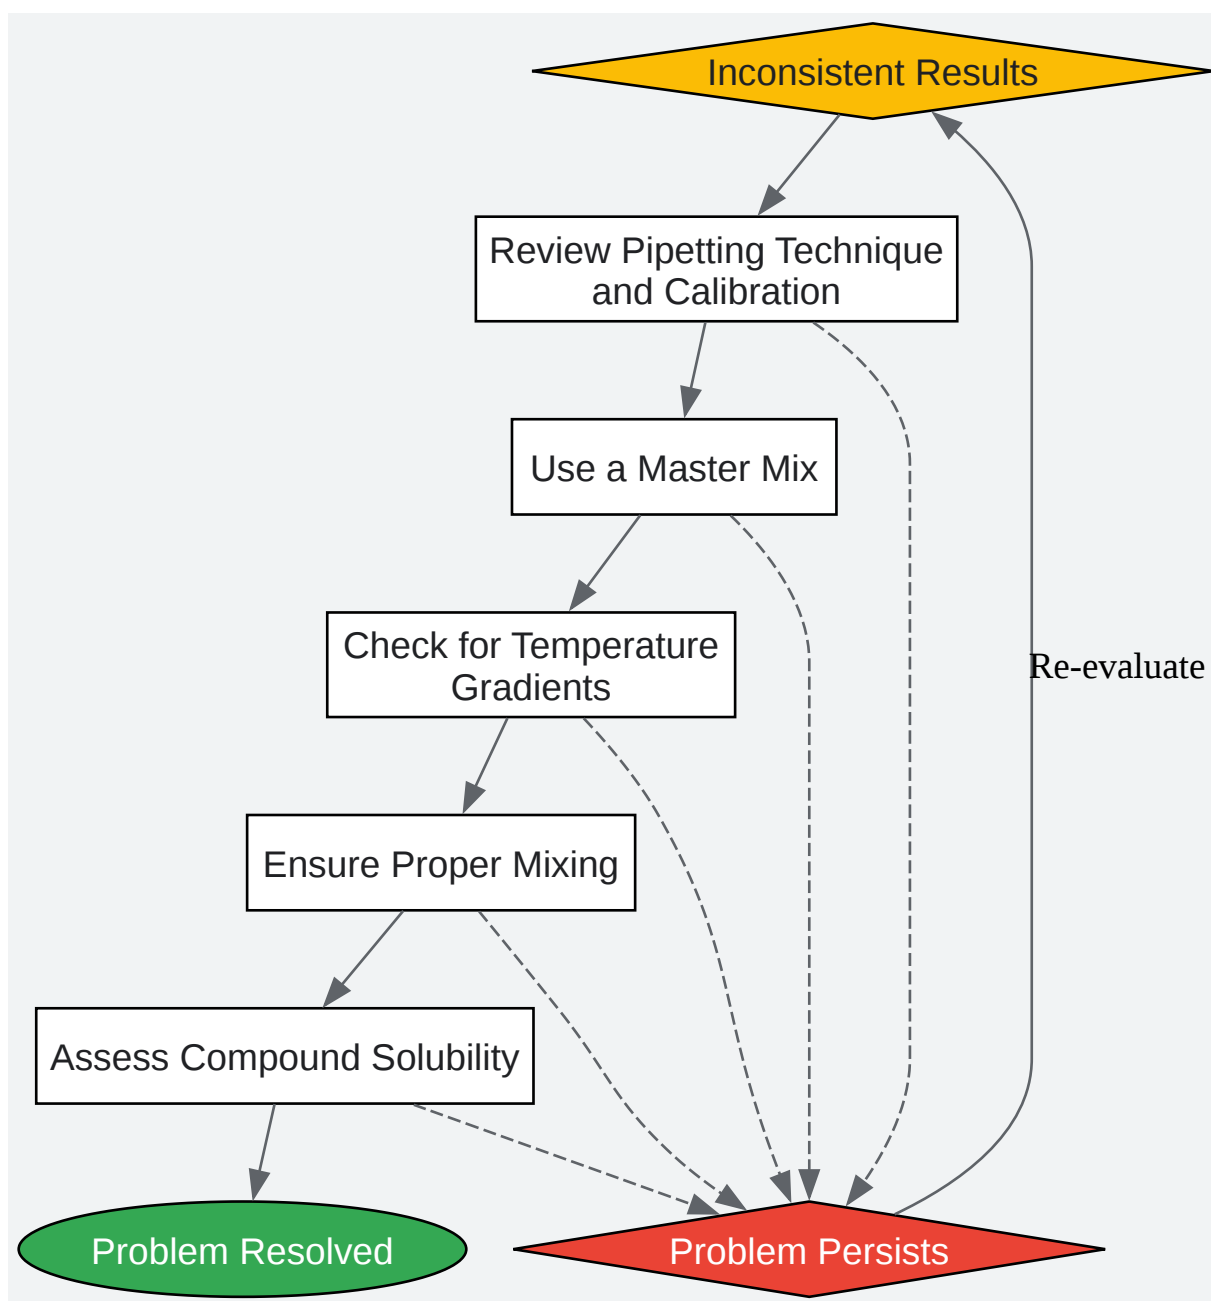 Inconsistent Results
Review Pipetting Technique
and Calibration
Use a Master Mix
Check for Temperature
Gradients
Re-evaluate
Ensure Proper Mixing
Assess Compound Solubility
Problem Resolved
Problem Persists